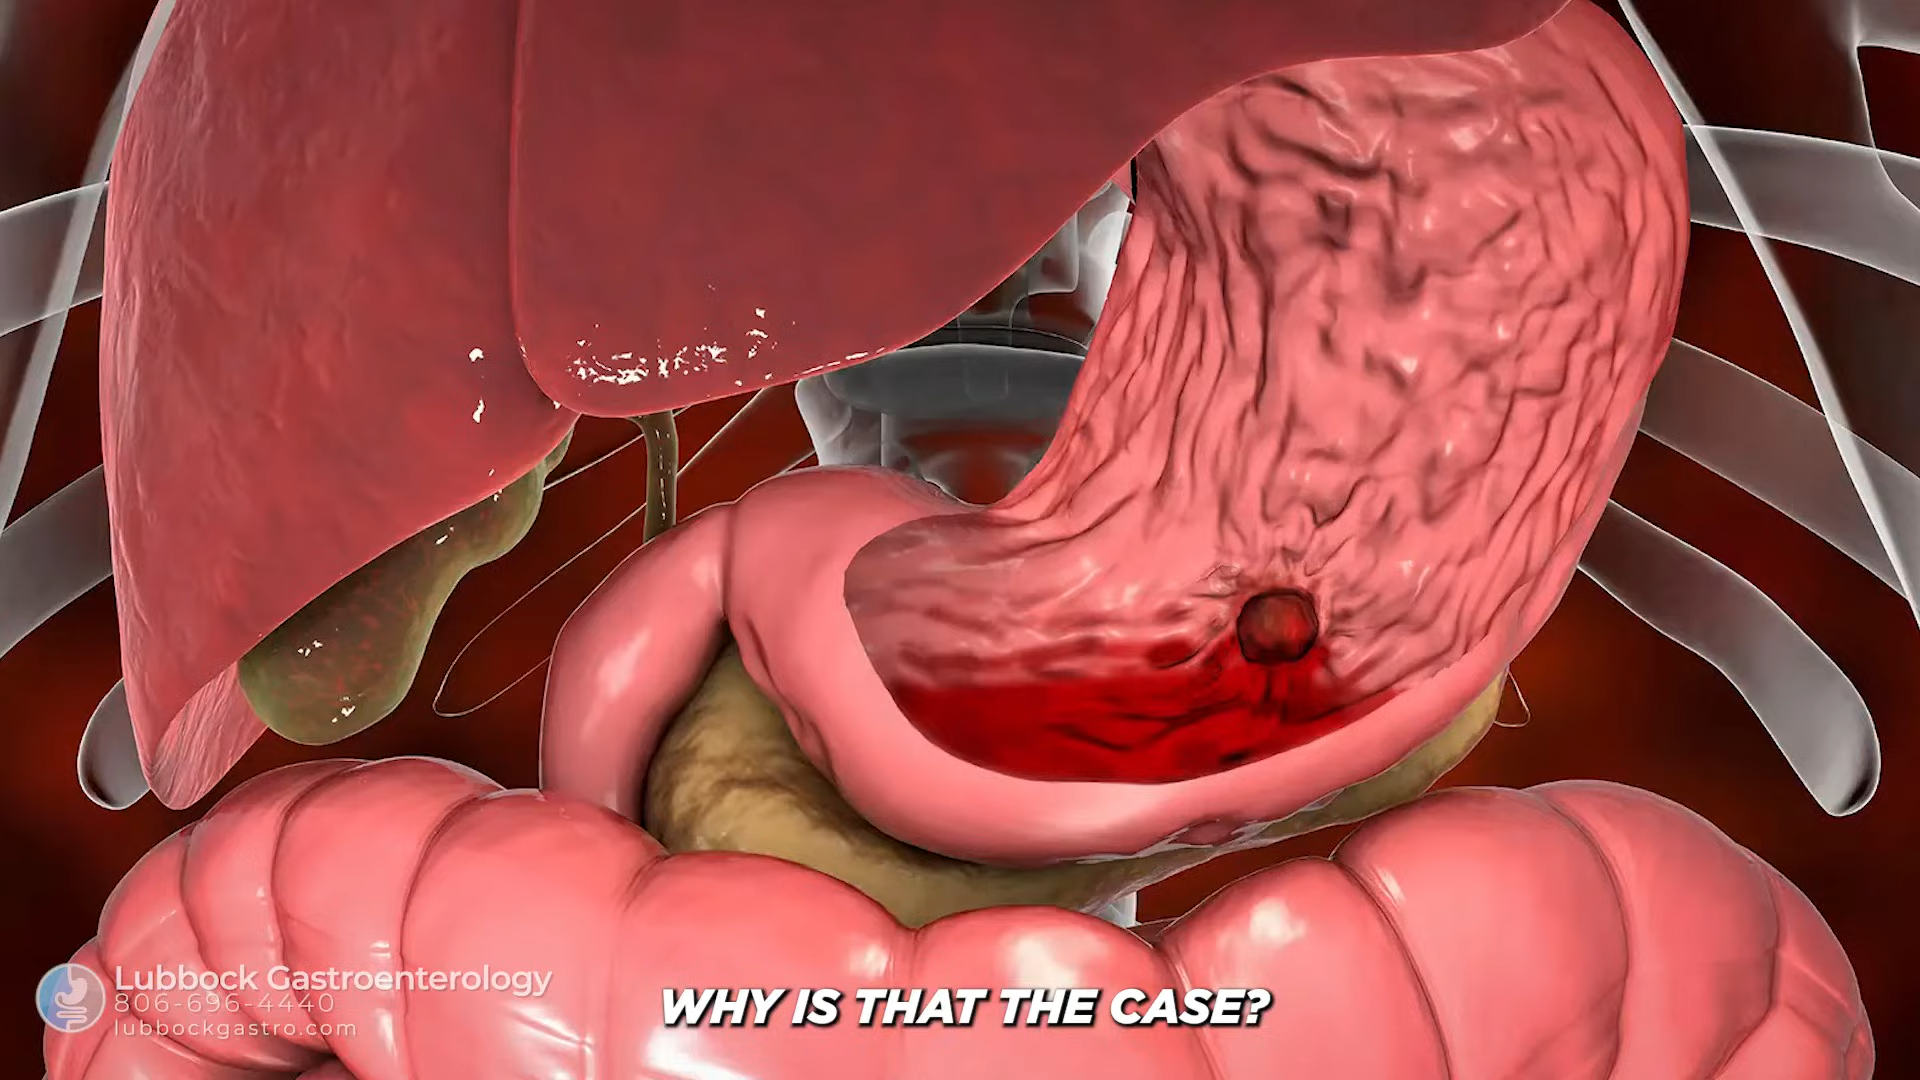 Lubbock Gastroenterology
806-696-4440
lubbockgastro.com
WHY IS THAT THE CASE?